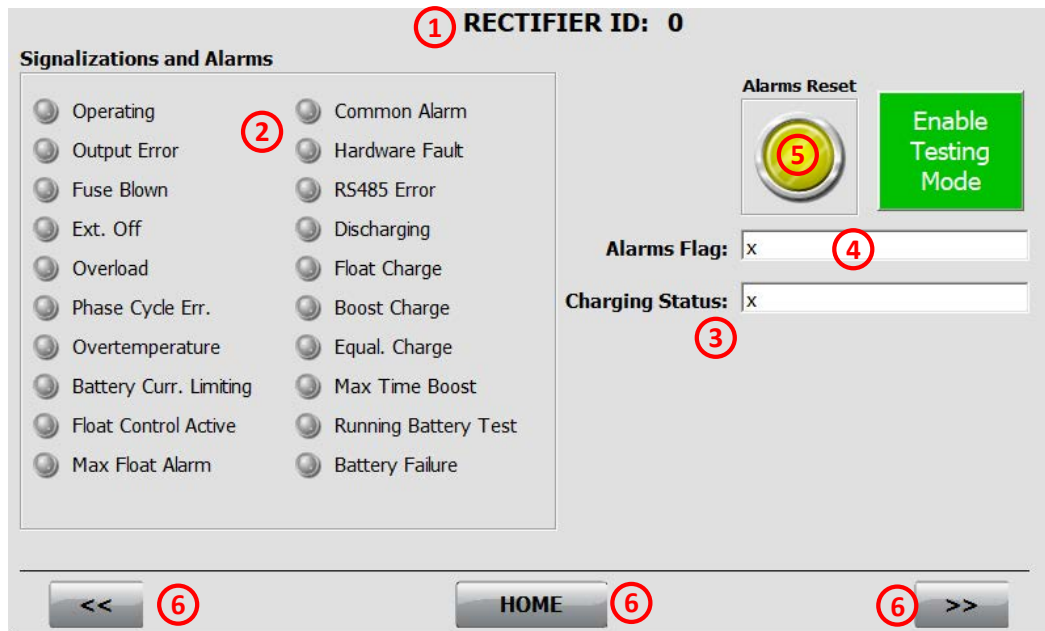 1 RECTIFIER ID: 0
Signalizations and Alarms
Operating
Output Error
Fuse Blown
Ext. Off
Overload
Phase Cycle Err.
Overtemperature
Battery Curr. Limiting
Float Control Active
Max Float Alarm
2
Common Alarm
Hardware Fault
RS485 Error
Discharging
Float Charge
Boost Charge
Equal. Charge
Max Time Boost
Running Battery Test
Battery Failure
Alarms Reset
5
Enable
Testing
Mode
Alarms Flag: x 4
Charging Status: x
3
<< 6
HOME 6
6 >>